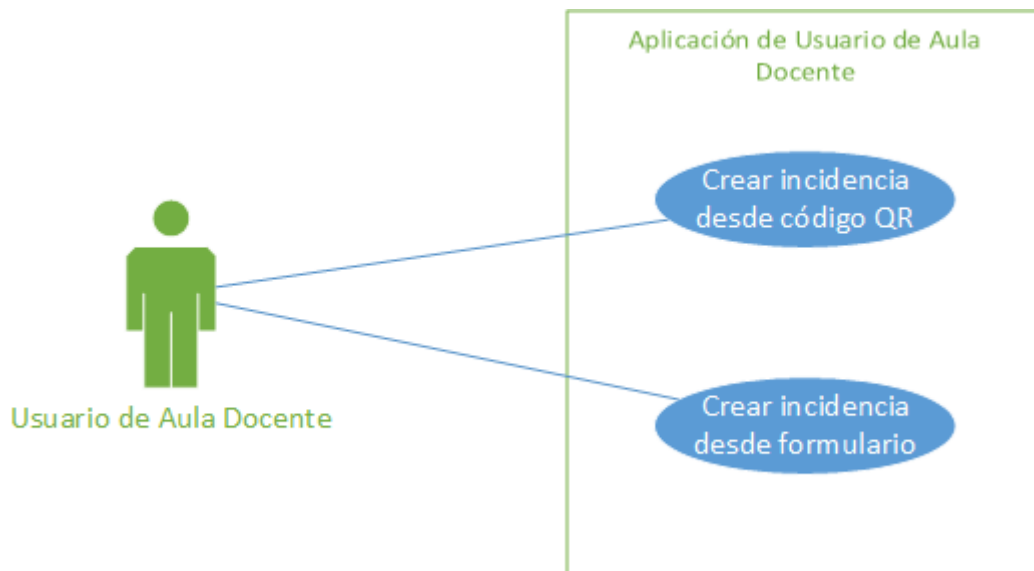 Aplicación de Usuario de Aula
Docente
Crear incidencia
desde código QR
Usuario de Aula Docente
Crear incidencia
desde formulario